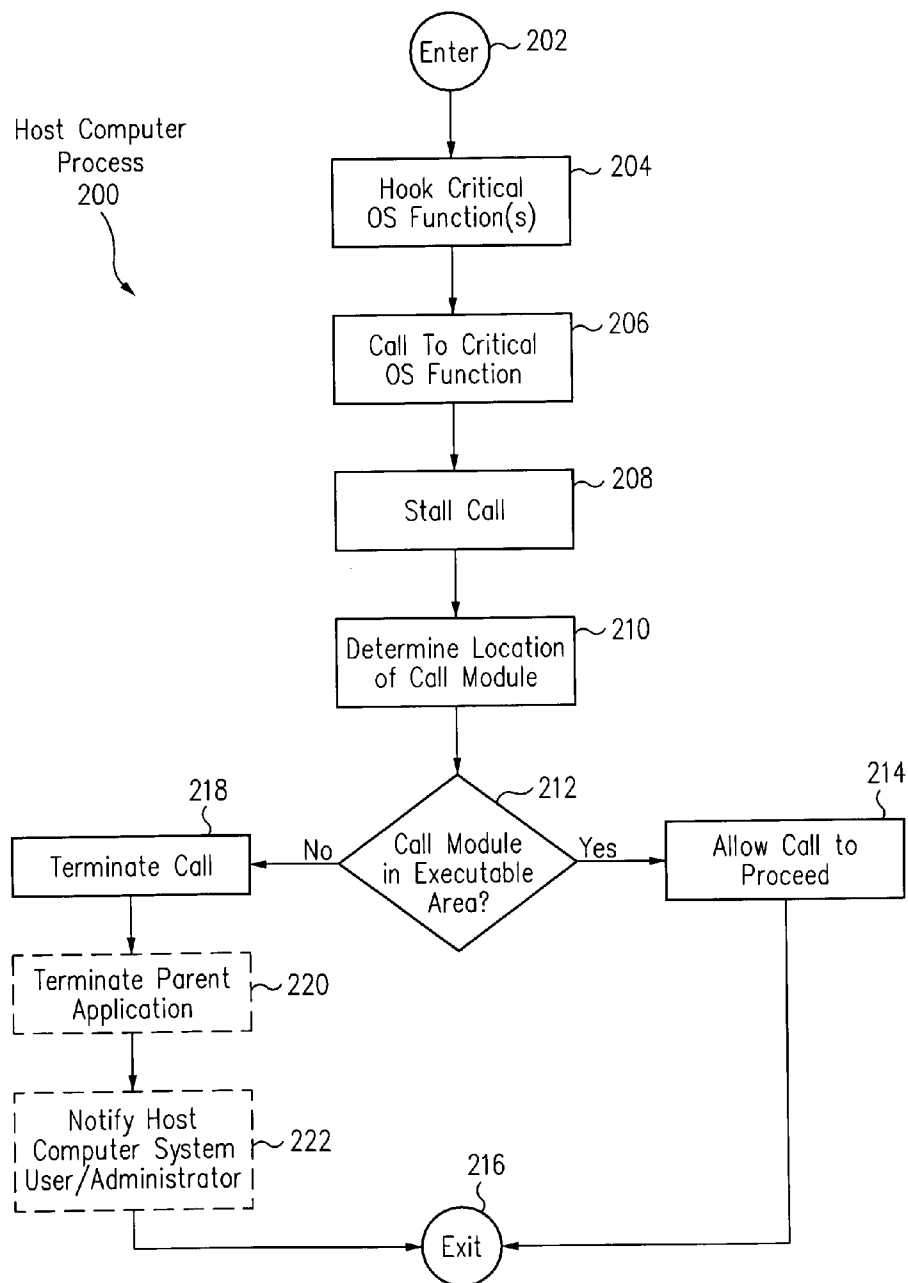 Enter
202
Host Computer
Process
200
Hook Critical
OS Function(s)
204
Call To Critical
OS Function
206
Stall Call
208
Determine Location
of Call Module
210
Call Module
in Executable
Area?
212
No
Yes
Terminate Call
218
Allow Call to
Proceed
214
Terminate Parent
Application
220
Notify Host
Computer System
User/Administrator
222
Exit
216